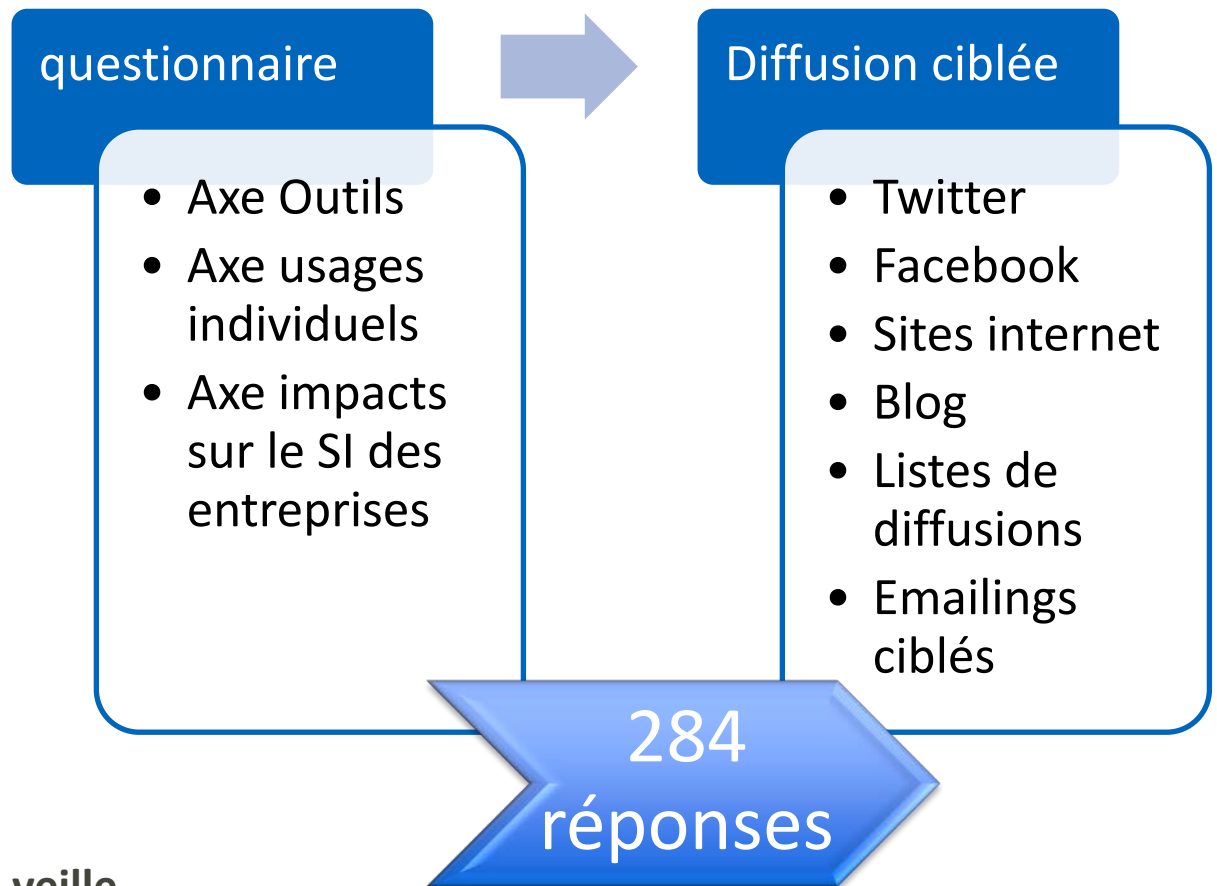 questionnaire
• Axe Outils
• Axe usages
individuels
• Axe impacts
sur le SI des
entreprises
Diffusion ciblée
• Twitter
• Facebook
• Sites internet
• Blog
• Listes de
diffusions
• Emailings
ciblés
284
réponses
veille